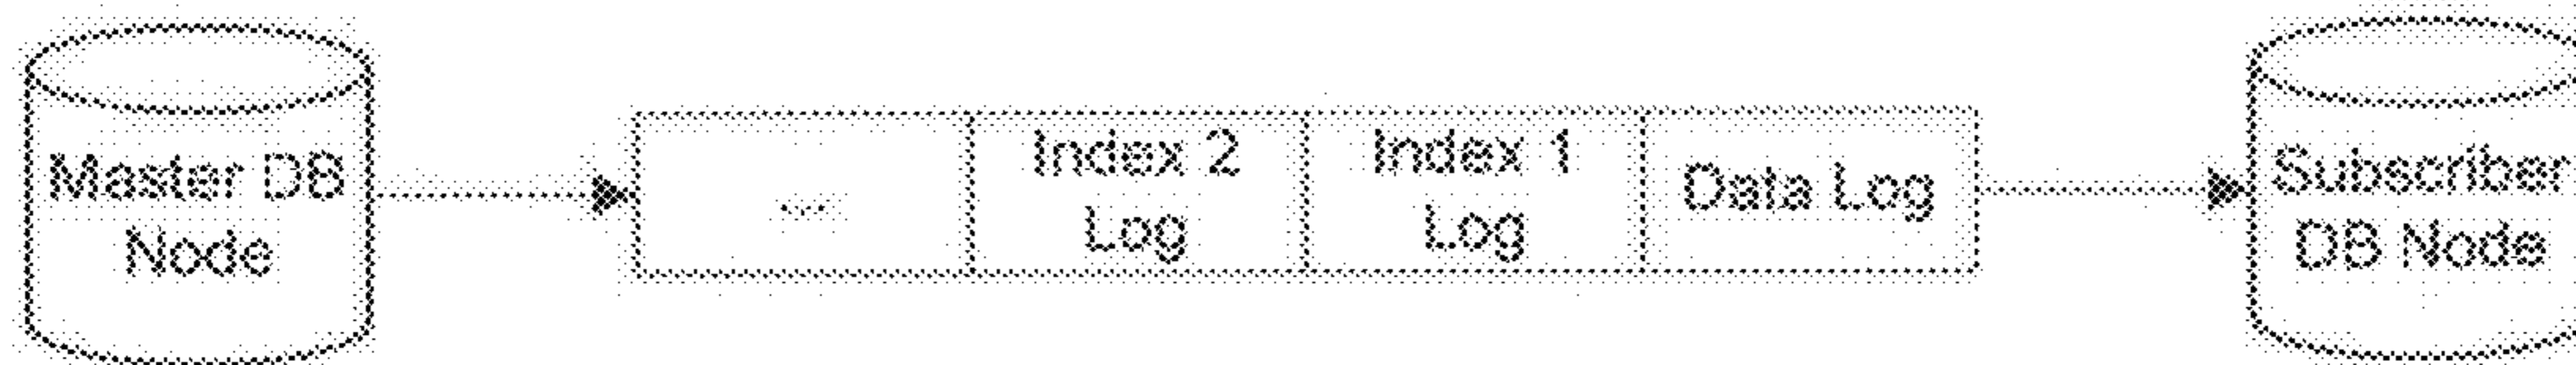 Master DB
Node
...
Index 2
Log
Index 1
Log
Data Log
Subscriber
DB Node